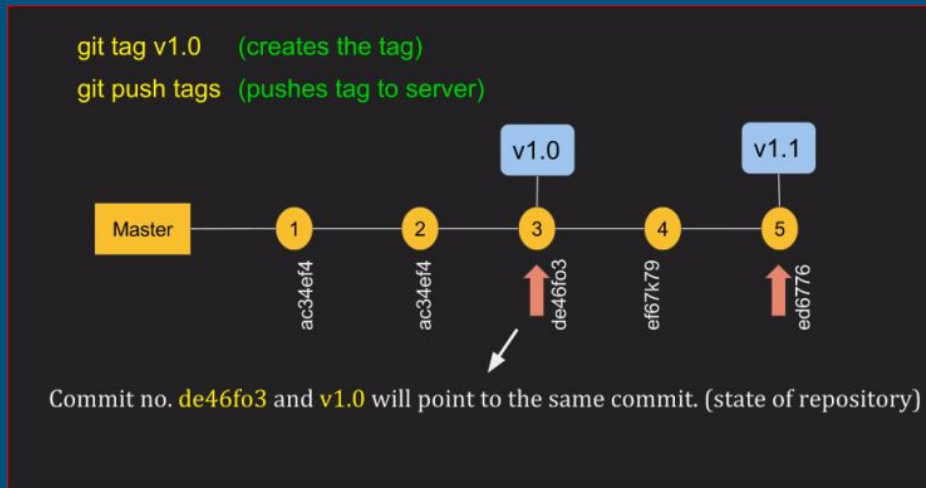 git tag v1.0 (creates the tag)
git push tags (pushes tag to server)
v1.0 v1.1
Master 1 2 3 4 5
ac34ef4 ac34ef4 de46fo3 ef67k79 ed6776
Commit no. de46fo3 and v1.0 will point to the same commit. (state of repository)